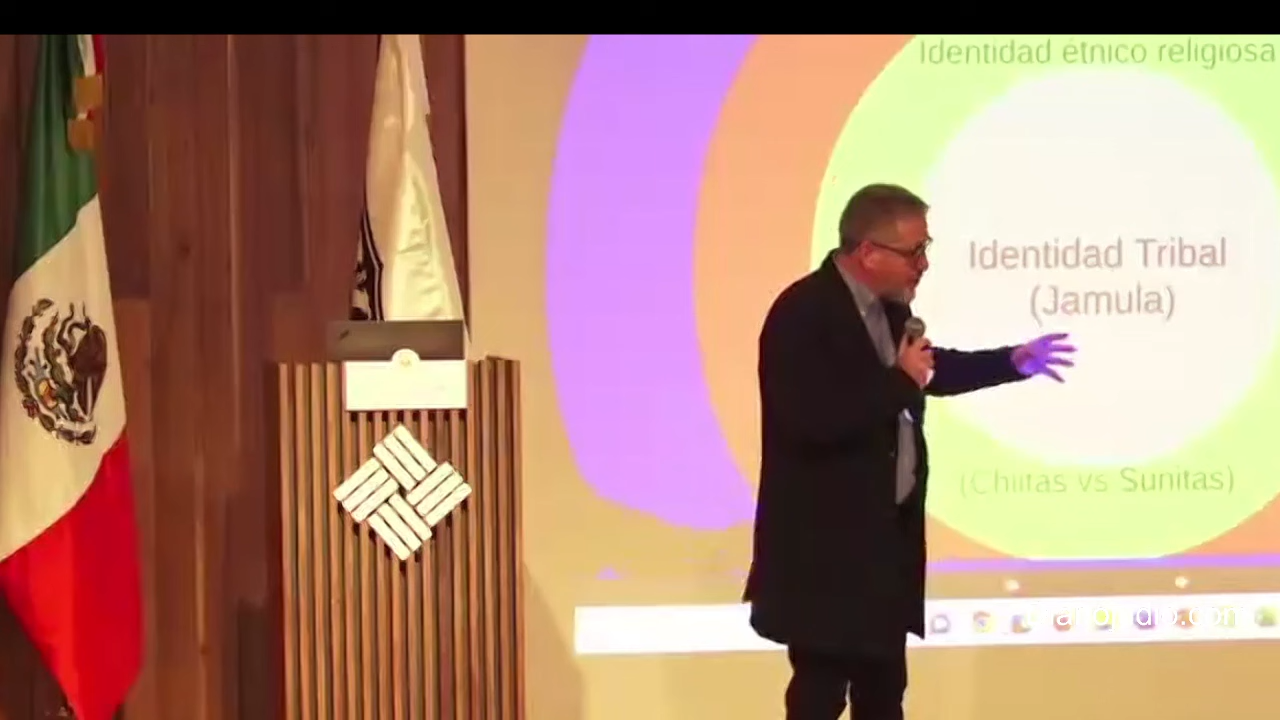 Identidad étnico religiosa
Identidad Tribal
(Jamula)
(Chiitas vs Sunitas)